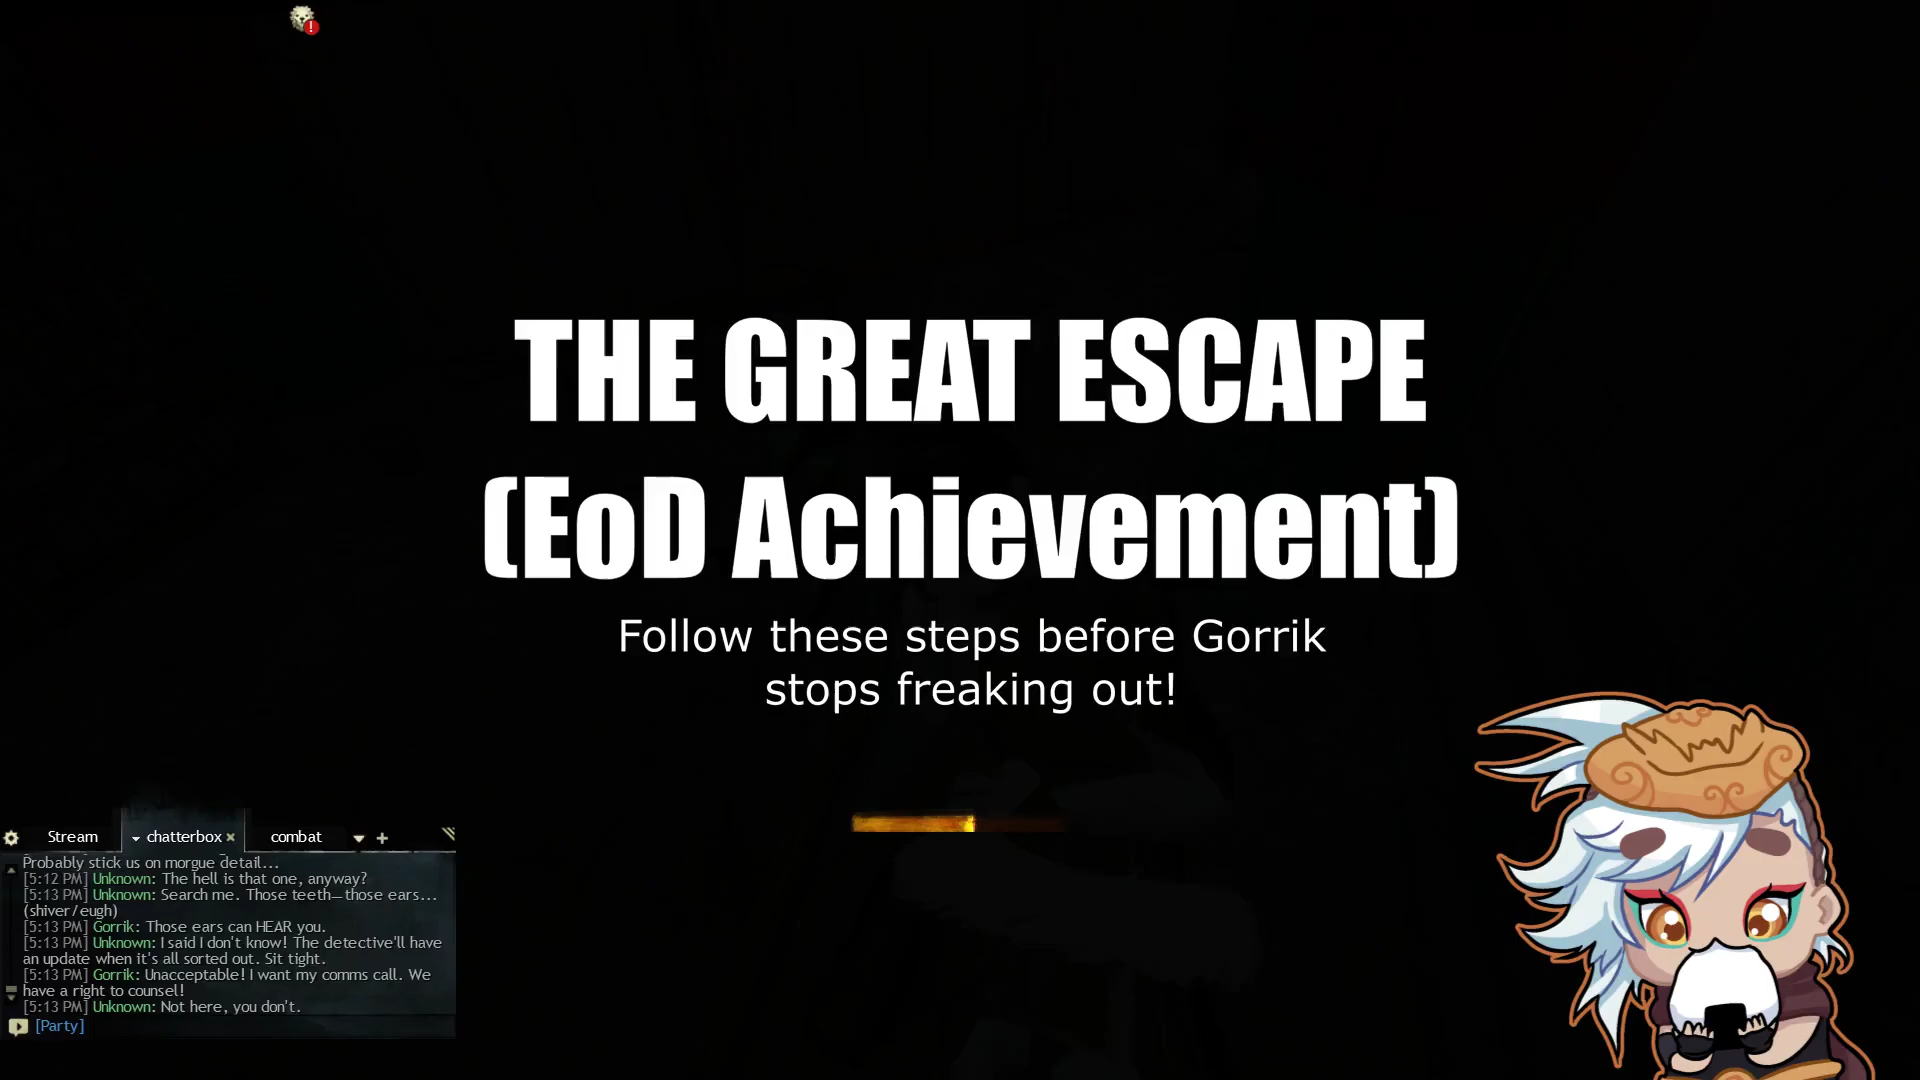 THE GREAT ESCAPE
(EoD Achievement)
Follow these steps before Gorrik
stops freaking out!
Stream chatterbox combat
Probably stick us on morgue detail...
[5:12 PM] Unknown: The hell is that one, anyway?
[5:13 PM] Unknown: Search me. Those teeth—those ears...
(shiver/eugh)
[5:13 PM] Gorrik: Those ears can HEAR you.
[5:13 PM] Unknown: I said I don't know! The detective'll have
an update when it's all sorted out. Sit tight.
[5:13 PM] Gorrik: Unacceptable! I want my comms call. We
have a right to counsel!
[5:13 PM] Unknown: Not here, you don't.
[Party]